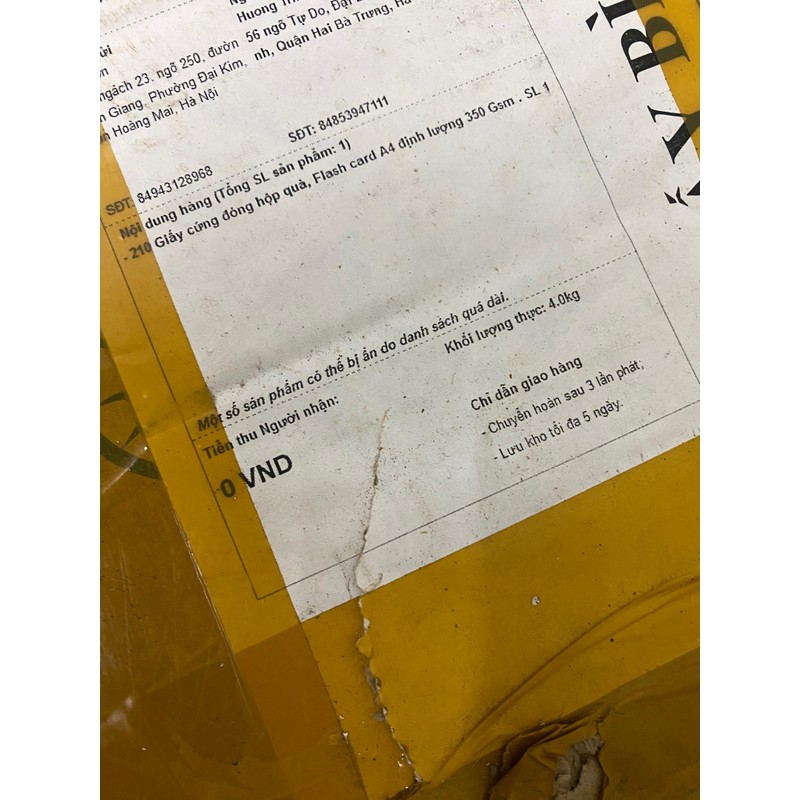 Huong
56 ngõ Tự Do, Đại
nh, Quận Hai Bà Trưng, Hà
ngách 23. ngõ 250, đườn
Giang, Phường Đại Kim,
Hoàng Mai, Hà Nội
SĐT: 84853947111
SĐT: 84943128968
Nội dung hàng (Tổng SL sản phẩm: 1)
- 210 Giấy cứng đóng hộp quà, Flash card A4 định lượng 350 Gsm . SL 1
Một số sản phẩm có thể bị ẩn do danh sách quá dài.
Tiền thu Người nhận:
0 VND
Khối lượng thực: 4.0kg
Chỉ dẫn giao hàng
- Chuyển hoàn sau 3 lần phát;
- Lưu kho tối đa 5 ngày.
ẤY BÌ